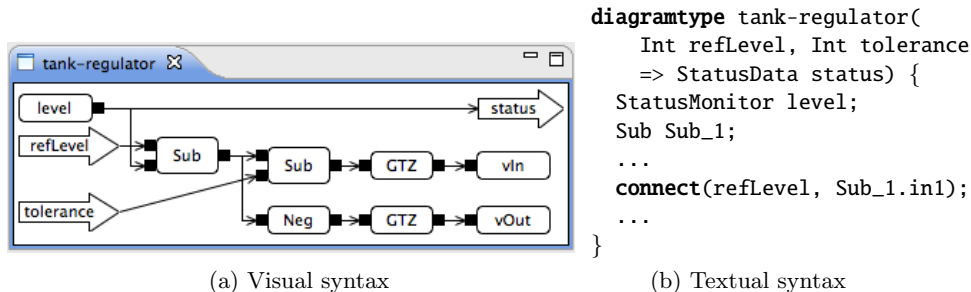 tank-regulator
level
status
refLevel
Sub
Sub
GTZ
vIn
tolerance
Neg
GTZ
vOut
(a) Visual syntax
diagramtype tank-regulator(
Int refLevel, Int tolerance
=> StatusData status) {
StatusMonitor level;
Sub Sub_1;
...
connect(refLevel, Sub_1.in1);
...
}
(b) Textual syntax